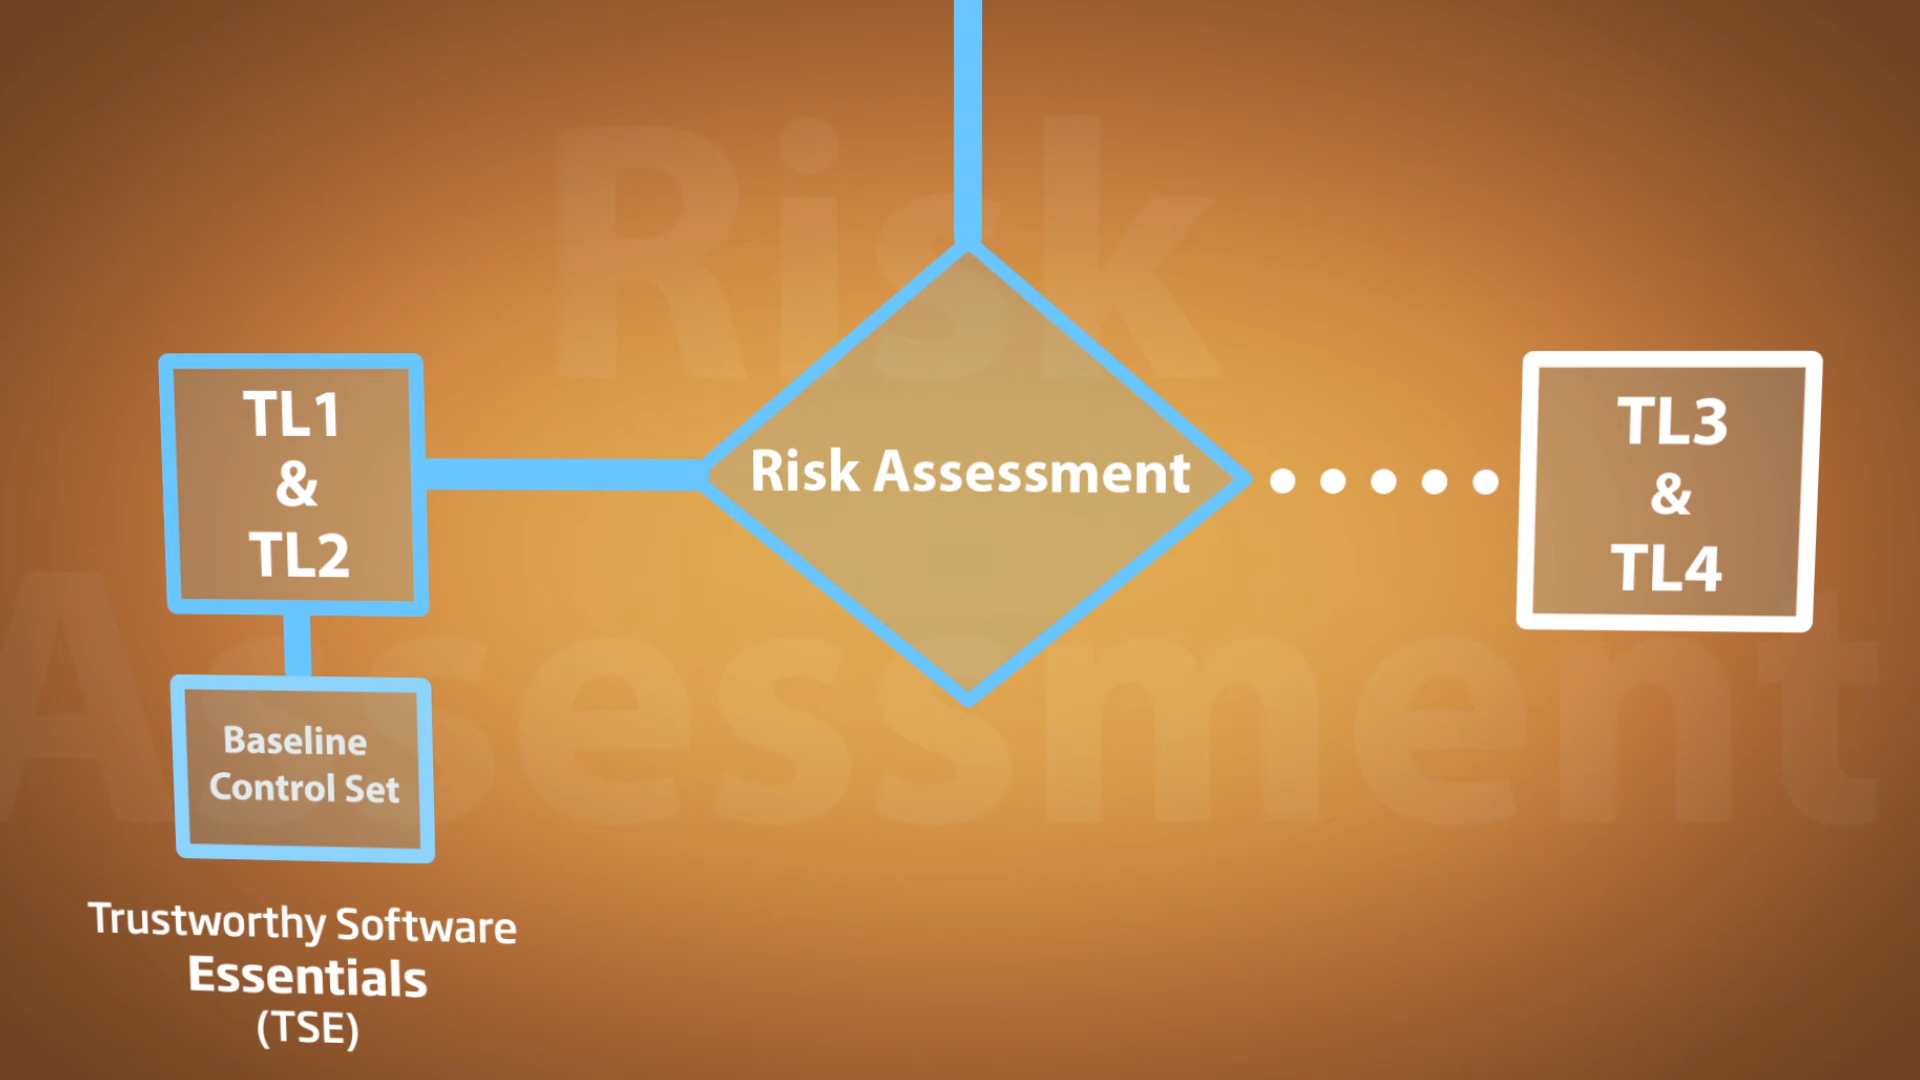 Risk
Assessment
TL1
&
TL2
Risk Assessment
TL3
&
TL4
Baseline
Control Set
Trustworthy Software
Essentials
(TSE)